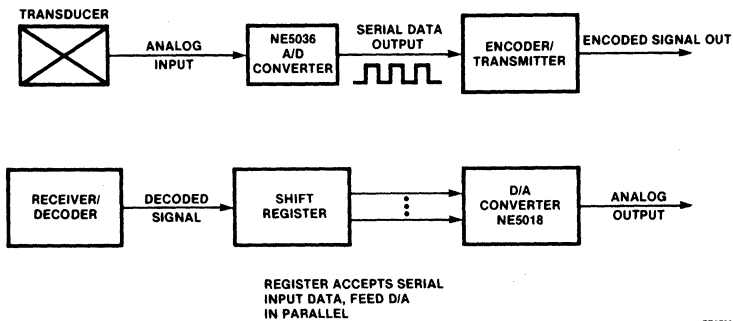 TRANSDUCER
ANALOG
INPUT
NE5036
A/D
CONVERTER
SERIAL DATA
OUTPUT
ENCODER/
TRANSMITTER
ENCODED SIGNAL OUT
RECEIVER/
DECODER
DECODED
SIGNAL
SHIFT
REGISTER
D/A
CONVERTER
NE5018
ANALOG
OUTPUT
REGISTER ACCEPTS SERIAL
INPUT DATA, FEED D/A
IN PARALLEL